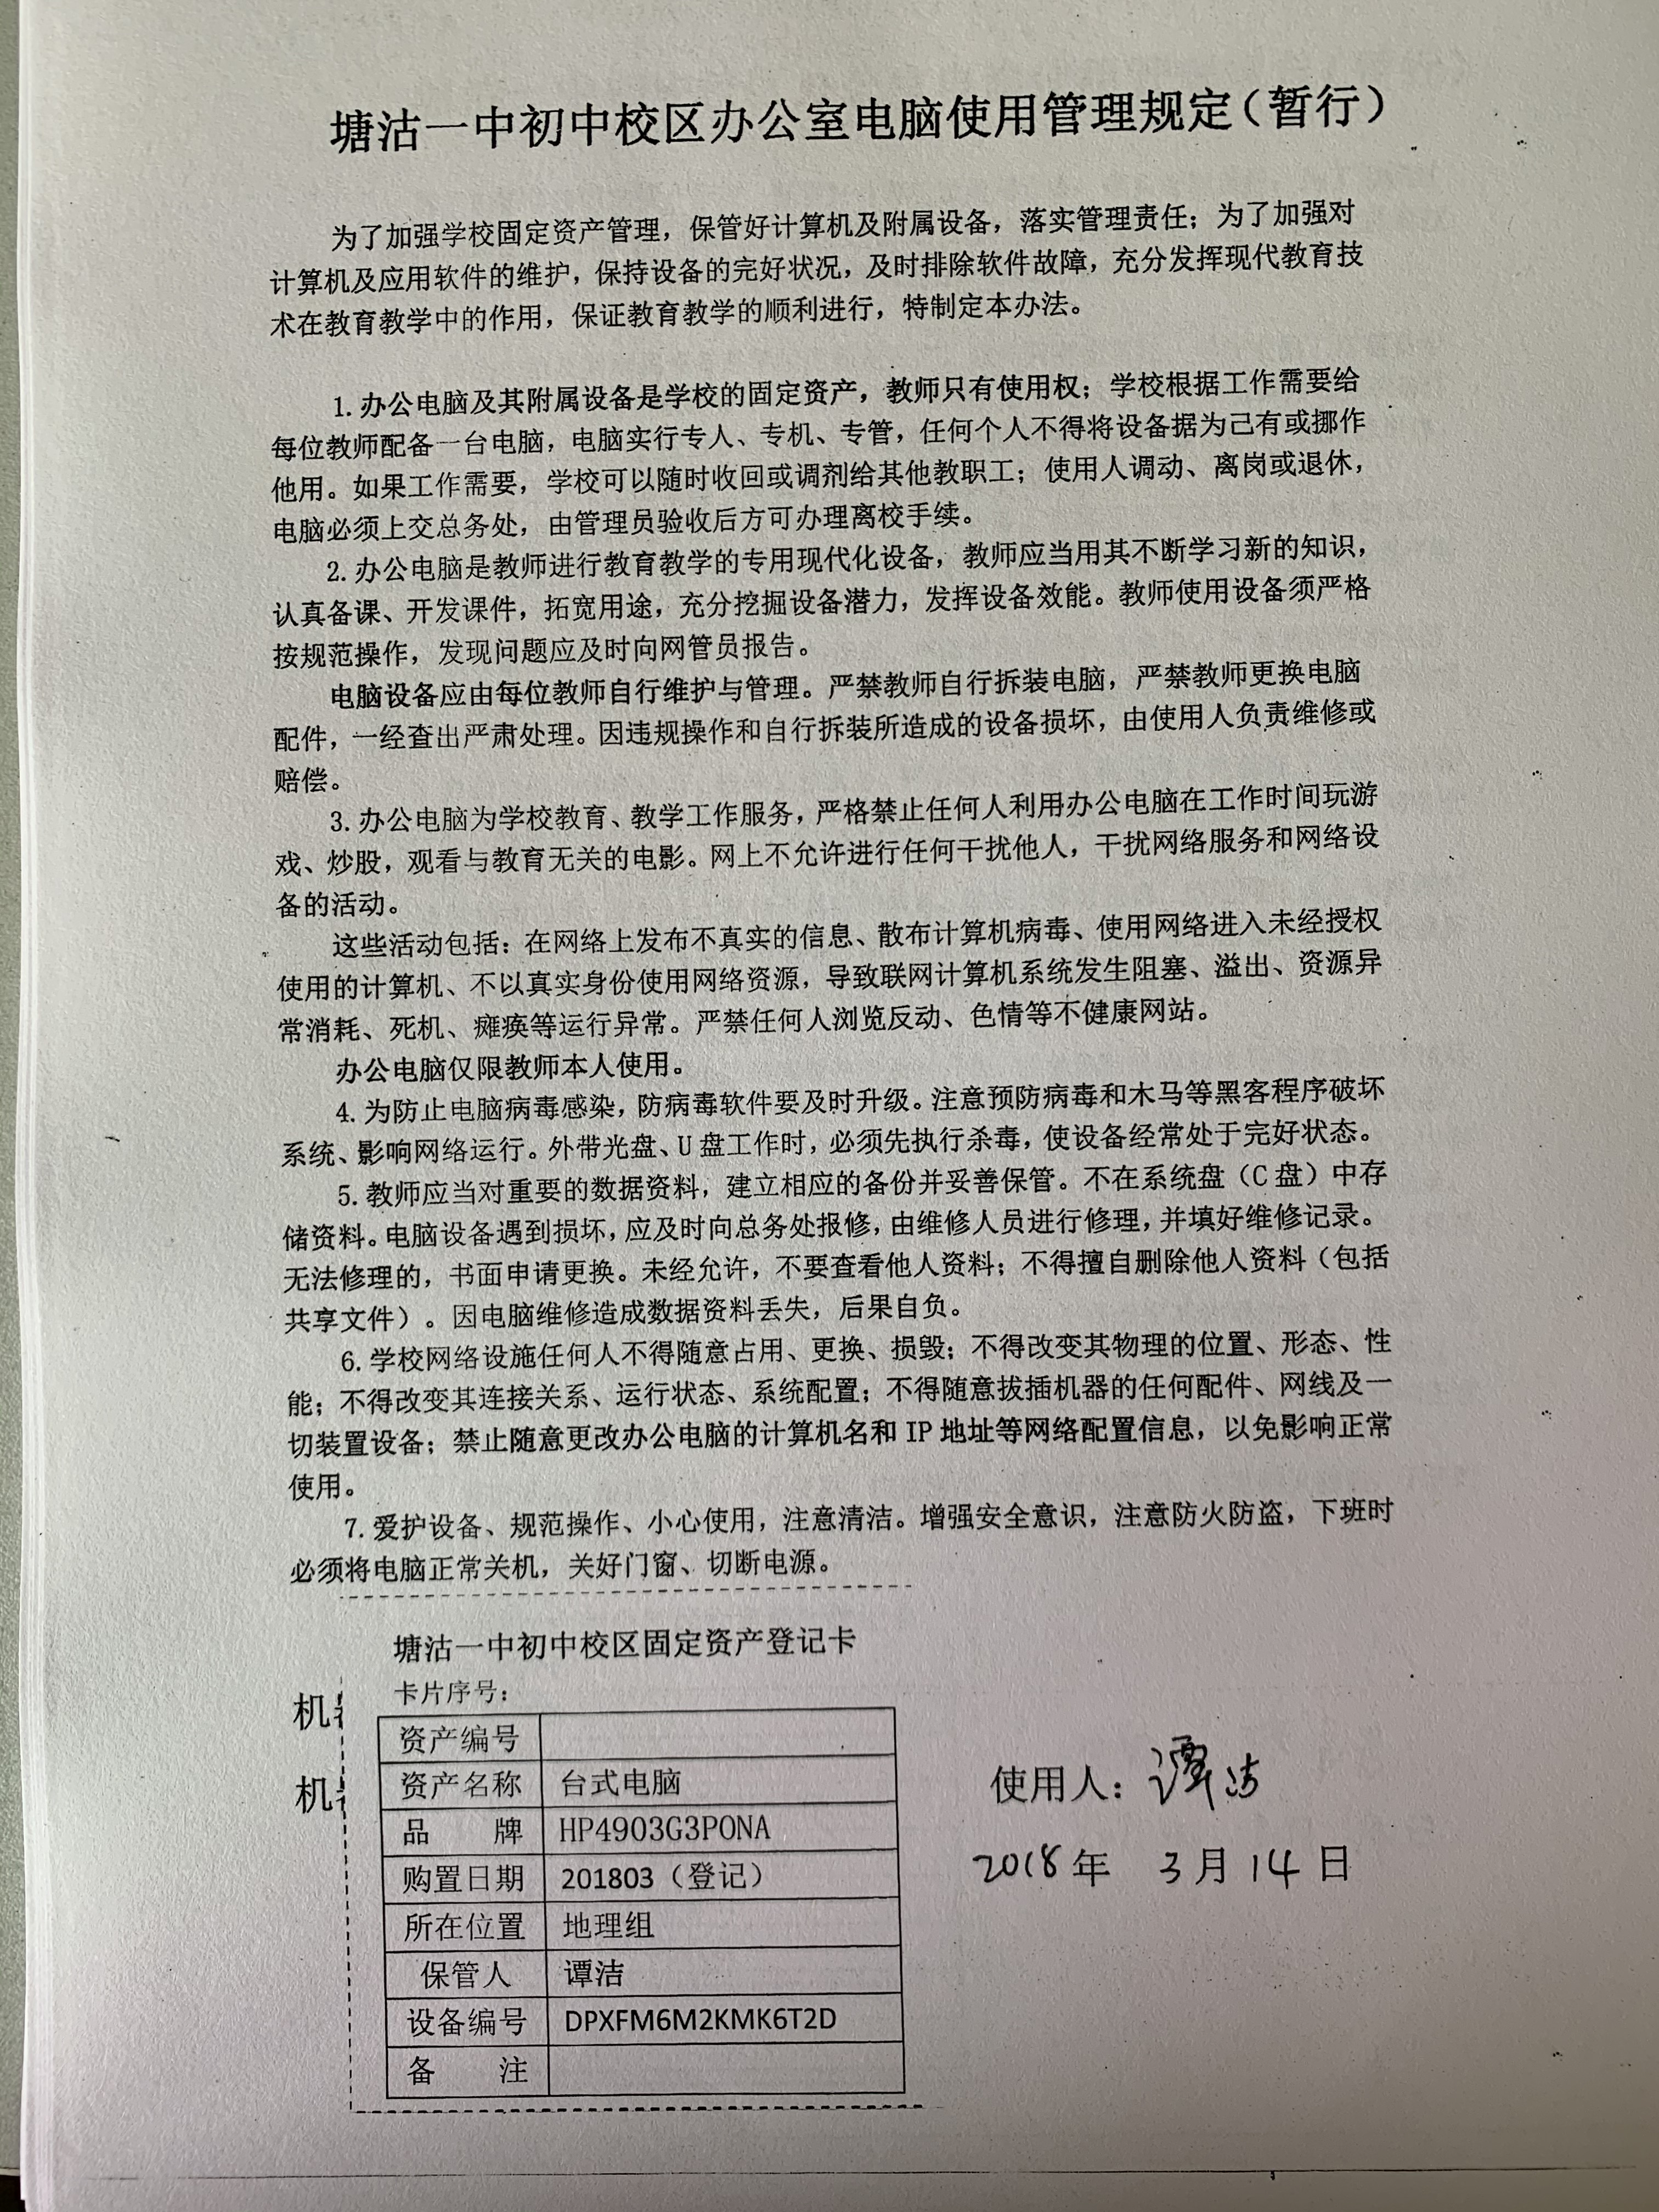 塘沽一中初中校区办公室电脑使用管理规定（暂行）
为了加强学校固定资产管理，保管好计算机及附属设备，落实管理责任；为了加强对
计算机及应用软件的维护，保持设备的完好状况，及时排除软件故障，充分发挥现代教育技
术在教育教学中的作用，保证教育教学的顺利进行，特制定本办法。
1. 办公电脑及其附属设备是学校的固定资产，教师只有使用权；学校根据工作需要给
每位教师配备一台电脑，电脑实行专人、专机、专管，任何个人不得将设备据为己有或挪作
他用。如果工作需要，学校可以随时收回或调剂给其他教职工；使用人调动、离岗或退休，
电脑必须上交总务处，由管理员验收后方可办理离校手续。
2. 办公电脑是教师进行教育教学的专用现代化设备，教师应当用其不断学习新的知识，
认真备课、开发课件，拓宽用途，充分挖掘设备潜力，发挥设备效能。教师使用设备须严格
按规范操作，发现问题应及时向网管员报告。
电脑设备应由每位教师自行维护与管理。严禁教师自行拆装电脑，严禁教师更换电脑
配件，一经查出严肃处理。因违规操作和自行拆装所造成的设备损坏，由使用人负责维修或
赔偿。
3. 办公电脑为学校教育、教学工作服务，严格禁止任何人利用办公电脑在工作时间玩游
戏、炒股，观看与教育无关的电影。网上不允许进行任何干扰他人，干扰网络服务和网络设
备的活动。
这些活动包括：在网络上发布不真实的信息、散布计算机病毒、使用网络进入未经授权
使用的计算机、不以真实身份使用网络资源，导致联网计算机系统发生阻塞、溢出、资源异
常消耗、死机、瘫痪等运行异常。严禁任何人浏览反动、色情等不健康网站。
办公电脑仅限教师本人使用。
4. 为防止电脑病毒感染，防病毒软件要及时升级。注意预防病毒和木马等黑客程序破坏
系统、影响网络运行。外带光盘、U 盘工作时，必须先执行杀毒，使设备经常处于完好状态。
5. 教师应当对重要的数据资料，建立相应的备份并妥善保管。不在系统盘（C 盘）中存
储资料。电脑设备遇到损坏，应及时向总务处报修，由维修人员进行修理，并填好维修记录。
无法修理的，书面申请更换。未经允许，不要查看他人资料；不得擅自删除他人资料（包括
共享文件）。因电脑维修造成数据资料丢失，后果自负。
6. 学校网络设施任何人不得随意占用、更换、损毁；不得改变其物理的位置、形态、性
能；不得改变其连接关系、运行状态、系统配置；不得随意拔插机器的任何配件、网线及一
切装置设备；禁止随意更改办公电脑的计算机名和 IP 地址等网络配置信息，以免影响正常
使用。
7. 爱护设备、规范操作、小心使用，注意清洁。增强安全意识，注意防火防盗，下班时
必须将电脑正常关机，关好门窗、切断电源。
塘沽一中初中校区固定资产登记卡
卡片序号：
机
机
资产编号
资产名称 台式电脑
品 牌 HP4903G3PONA
购置日期 201803（登记）
所在位置 地理组
保管人 谭洁
设备编号 DPXFM6M2KMK6T2D
备 注
使用人：谭洁
2018 年 3 月 14 日